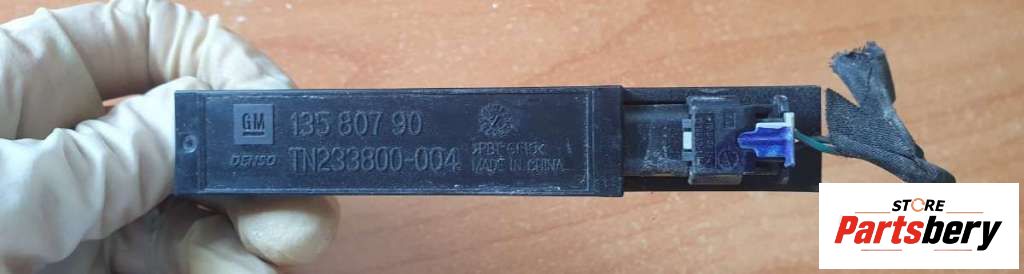 GM 135 807 90
DENSO TN233800-004
MADE IN CHINA
STORE
Partsbery